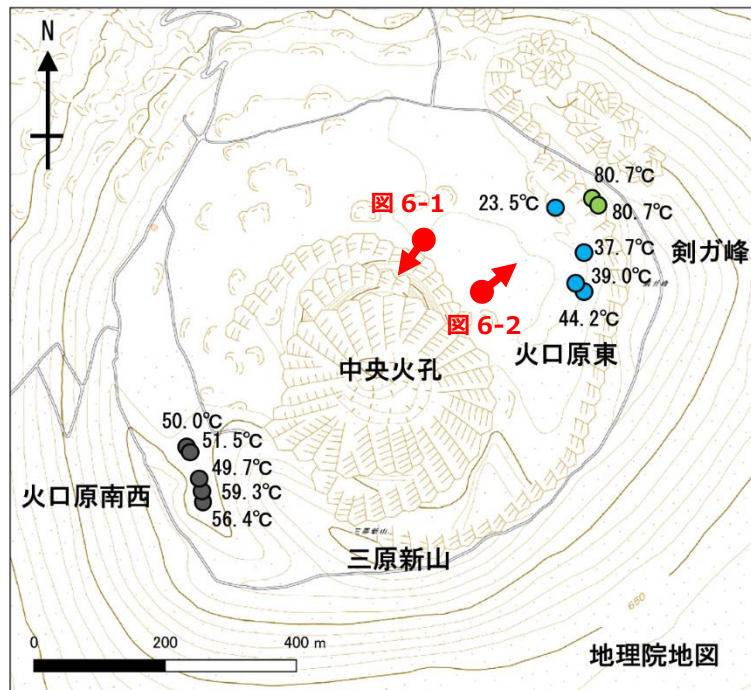 N
80.7℃
図 6-1
23.5℃
80.7℃
37.7℃
剣ガ峰
39.0℃
図 6-2
44.2℃
火口原東
中央火孔
50.0℃
51.5℃
49.7℃
火口原南西
59.3℃
56.4℃
三原新山
三原新山
650
0 200 400 m
地理院地図